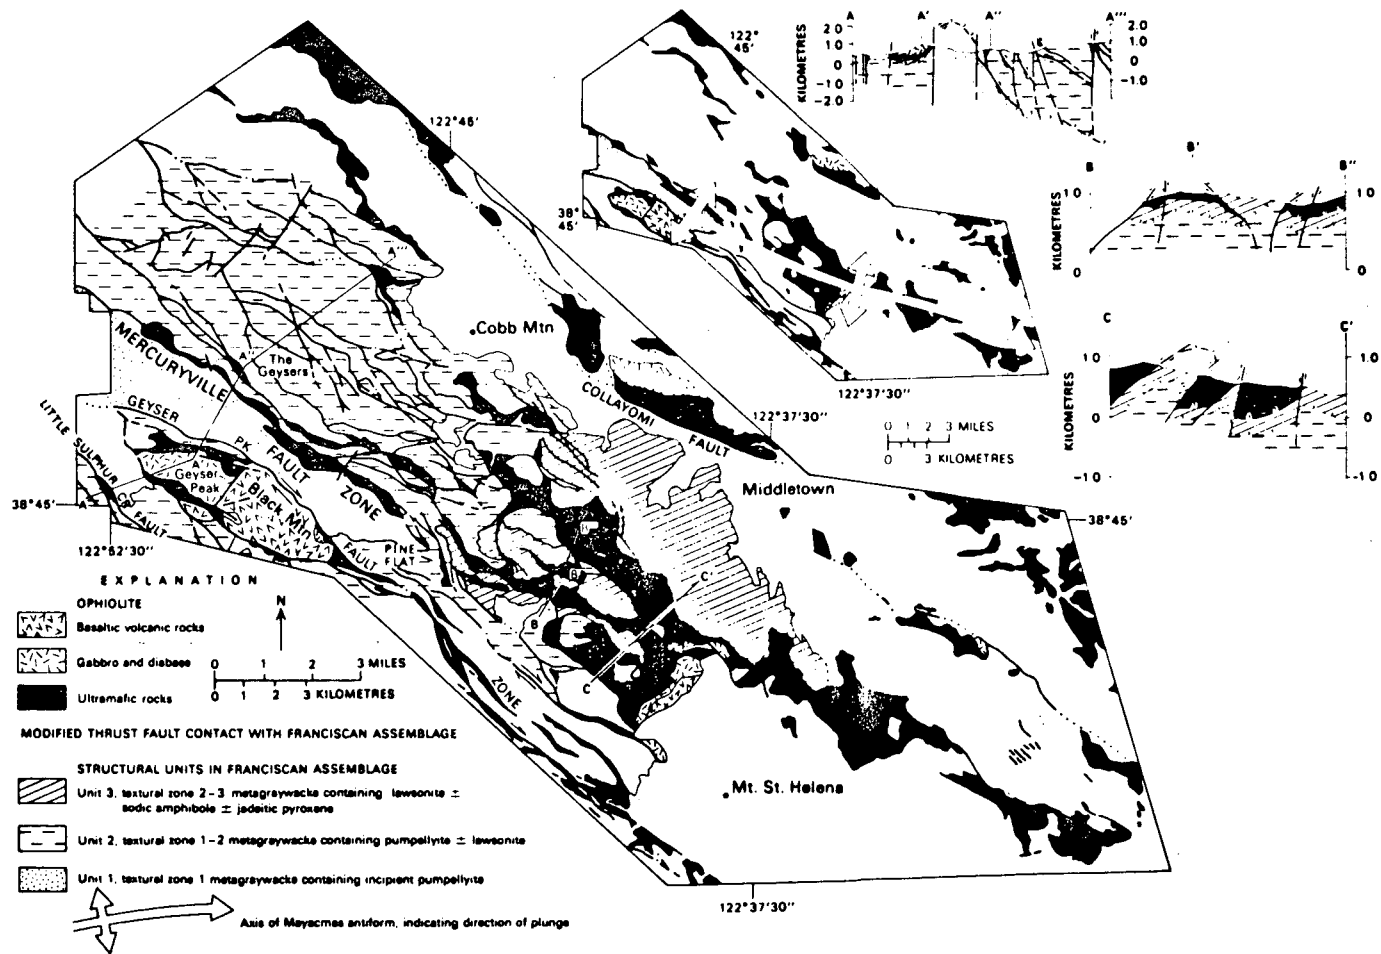 122°45'
Cobb Mtn
MERCURYVILLE
FAULT
ZONE
The Geysers
A'''
A''
GEYSER
PK
FAULT
ZONE
LITTLE SULPHUR CR
FAULT
A'
Geyser
Peak
Black Mtn
PINE
FLAT
COLLAYOMI
FAULT
122°37'30''
Middletown
38°45'
38°45'
A
122°52'30''
B
B'
C
C'
Mt. St. Helena
122°37'30''
EXPLANATION
OPHIOLITE
Basaltic volcanic rocks
Gabbro and diabase
Ultramafic rocks
N
0 1 2 3 MILES
0 1 2 3 KILOMETRES
MODIFIED THRUST FAULT CONTACT WITH FRANCISCAN ASSEMBLAGE
STRUCTURAL UNITS IN FRANCISCAN ASSEMBLAGE
Unit 3, textural zone 2-3 metagraywacke containing lawsonite ±
sodic amphibole ± jadeitic pyroxene
Unit 2, textural zone 1-2 metagraywacke containing pumpellyite ± lawsonite
Unit 1, textural zone 1 metagraywacke containing incipient pumpellyite
Axis of Mayacmas antiform, indicating direction of plunge
122°
45'
38°
45'
122°37'30''
0 1 2 3 MILES
0 3 KILOMETRES
A A' A'' A'''
KILOMETRES
2.0
1.0
0
-1.0
-2.0
2.0
1.0
0
-1.0
B B' B''
KILOMETRES
1.0
0
1.0
0
C C'
KILOMETRES
1.0
0
-1.0
1.0
0
-1.0